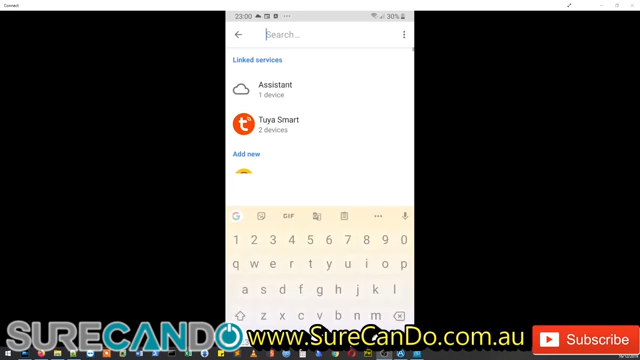 Connect
23:00
30%
Search...
Linked services
Assistant
1 device
Tuya Smart
2 devices
Add new
GIF
1 2 3 4 5 6 7 8 9 0
q w e r t y u i o p
a s d f g h j k l
z x c v b n m
SURECANDO www.SureCanDo.com.au Subscribe